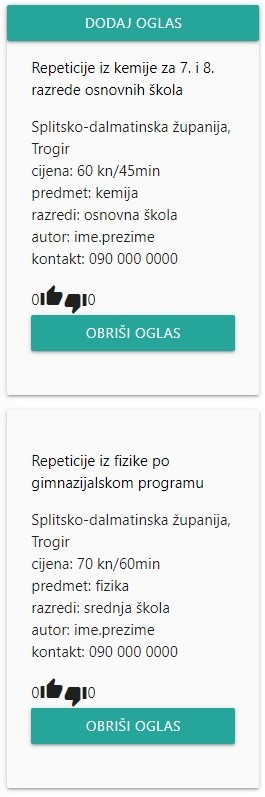 DODAJ OGLAS
Repeticije iz kemije za 7. i 8.
razrede osnovnih škola
Splitsko-dalmatinska županija,
Trogir
cijena: 60 kn/45min
predmet: kemija
razredi: osnovna škola
autor: ime.prezime
kontakt: 090 000 0000
0 0
OBRIŠI OGLAS
Repeticije iz fizike po
gimnazijalskom programu
Splitsko-dalmatinska županija,
Trogir
cijena: 70 kn/60min
predmet: fizika
razredi: srednja škola
autor: ime.prezime
kontakt: 090 000 0000
0 0
OBRIŠI OGLAS